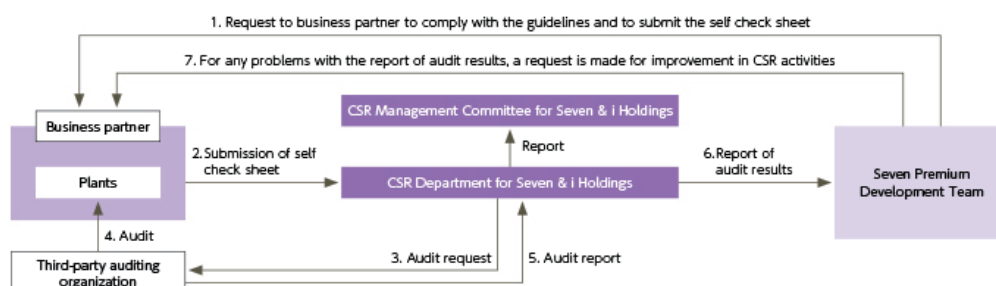 1. Request to business partner to comply with the guidelines and to submit the self check sheet
7. For any problems with the report of audit results, a request is made for improvement in CSR activities
Business partner
CSR Management Committee for Seven & i Holdings
2.Submission of self
check sheet
Report
6.Report of
audit results
Plants
CSR Department for Seven & i Holdings
Seven Premium
Development Team
4. Audit
3. Audit request
5. Audit report
Third-party auditing
organization